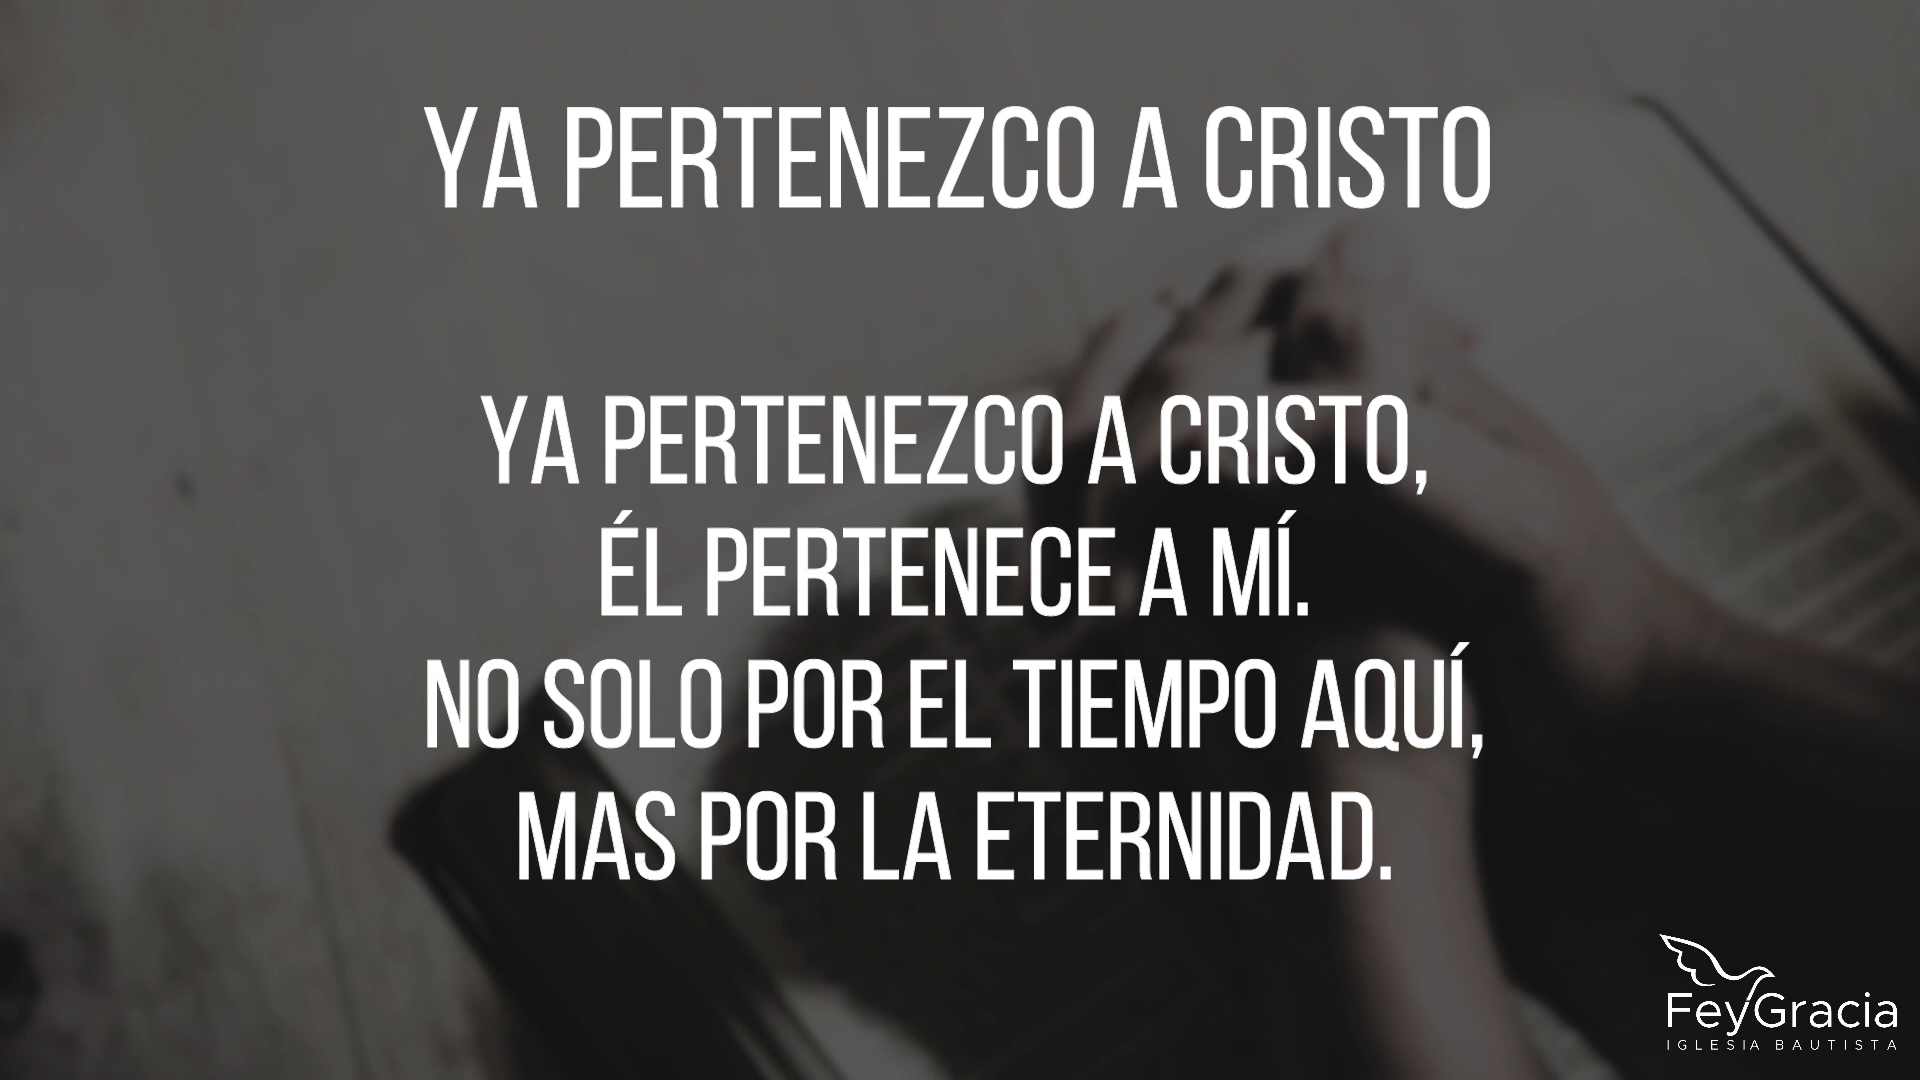 YA PERTENEZCO A CRISTO
YA PERTENEZCO A CRISTO,
ÉL PERTENECE A MÍ.
NO SOLO POR EL TIEMPO AQUÍ,
MAS POR LA ETERNIDAD.
FeyGracia
IGLESIA BAUTISTA